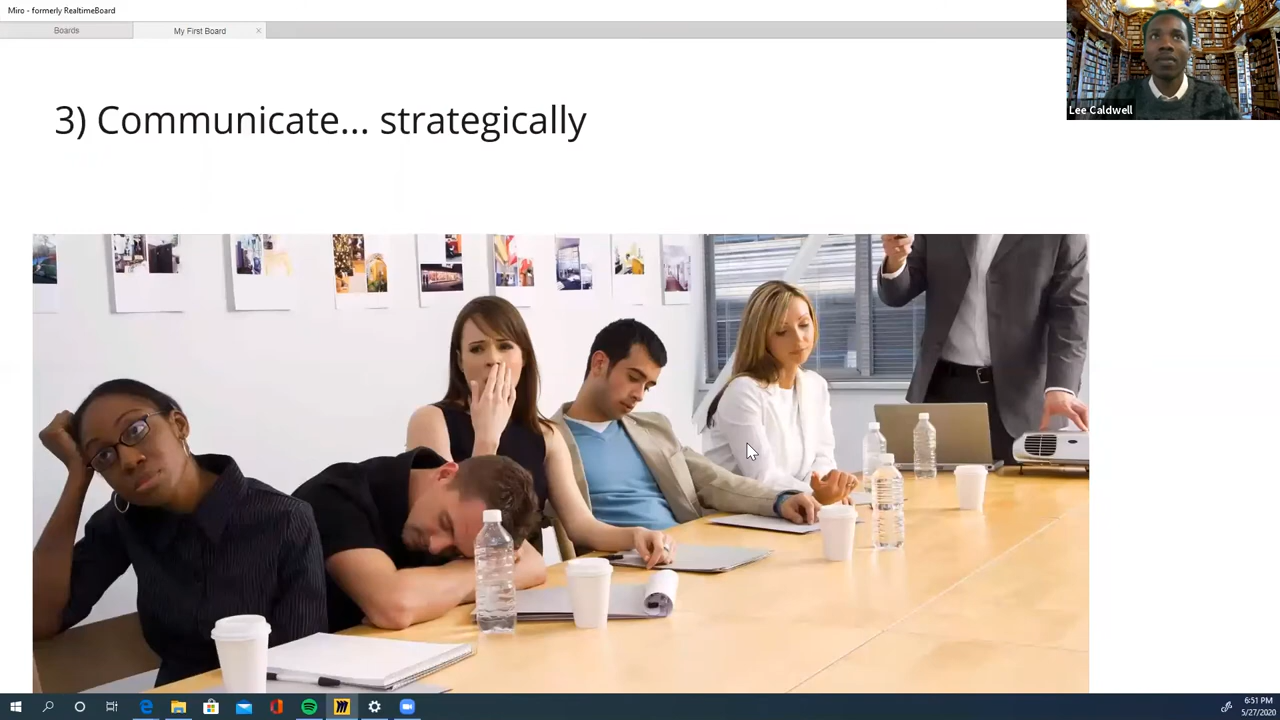 Miro - formerly RealtimeBoard
Boards
My First Board
3) Communicate... strategically
Lee Caldwell
6:51 PM
5/27/2020